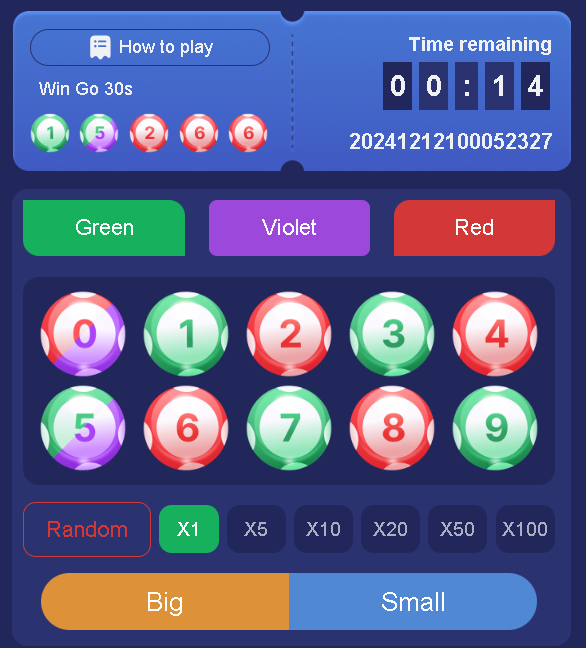 How to play
Win Go 30s
1 5 2 6 6
Time remaining
0 0 : 1 4
20241212100052327
Green Violet Red
0 1 2 3 4
5 6 7 8 9
Random X1 X5 X10 X20 X50 X100
Big Small